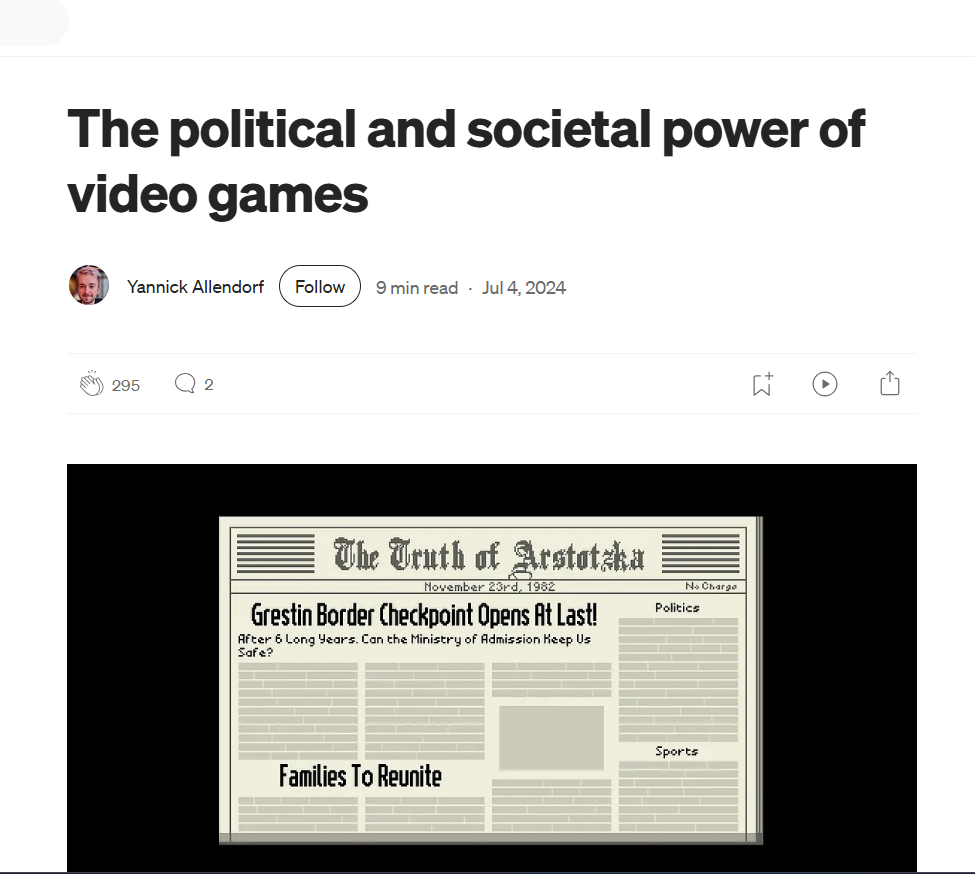 The political and societal power of
video games
Yannick Allendorf
Follow
9 min read · Jul 4, 2024
295
2
The Truth of Arstotzka
November 23rd, 1982
No Charge
Grestin Border Checkpoint Opens At Last!
After 6 Long Years. Can the Ministry of Admission Keep Us
Safe?
Politics
Families To Reunite
Sports